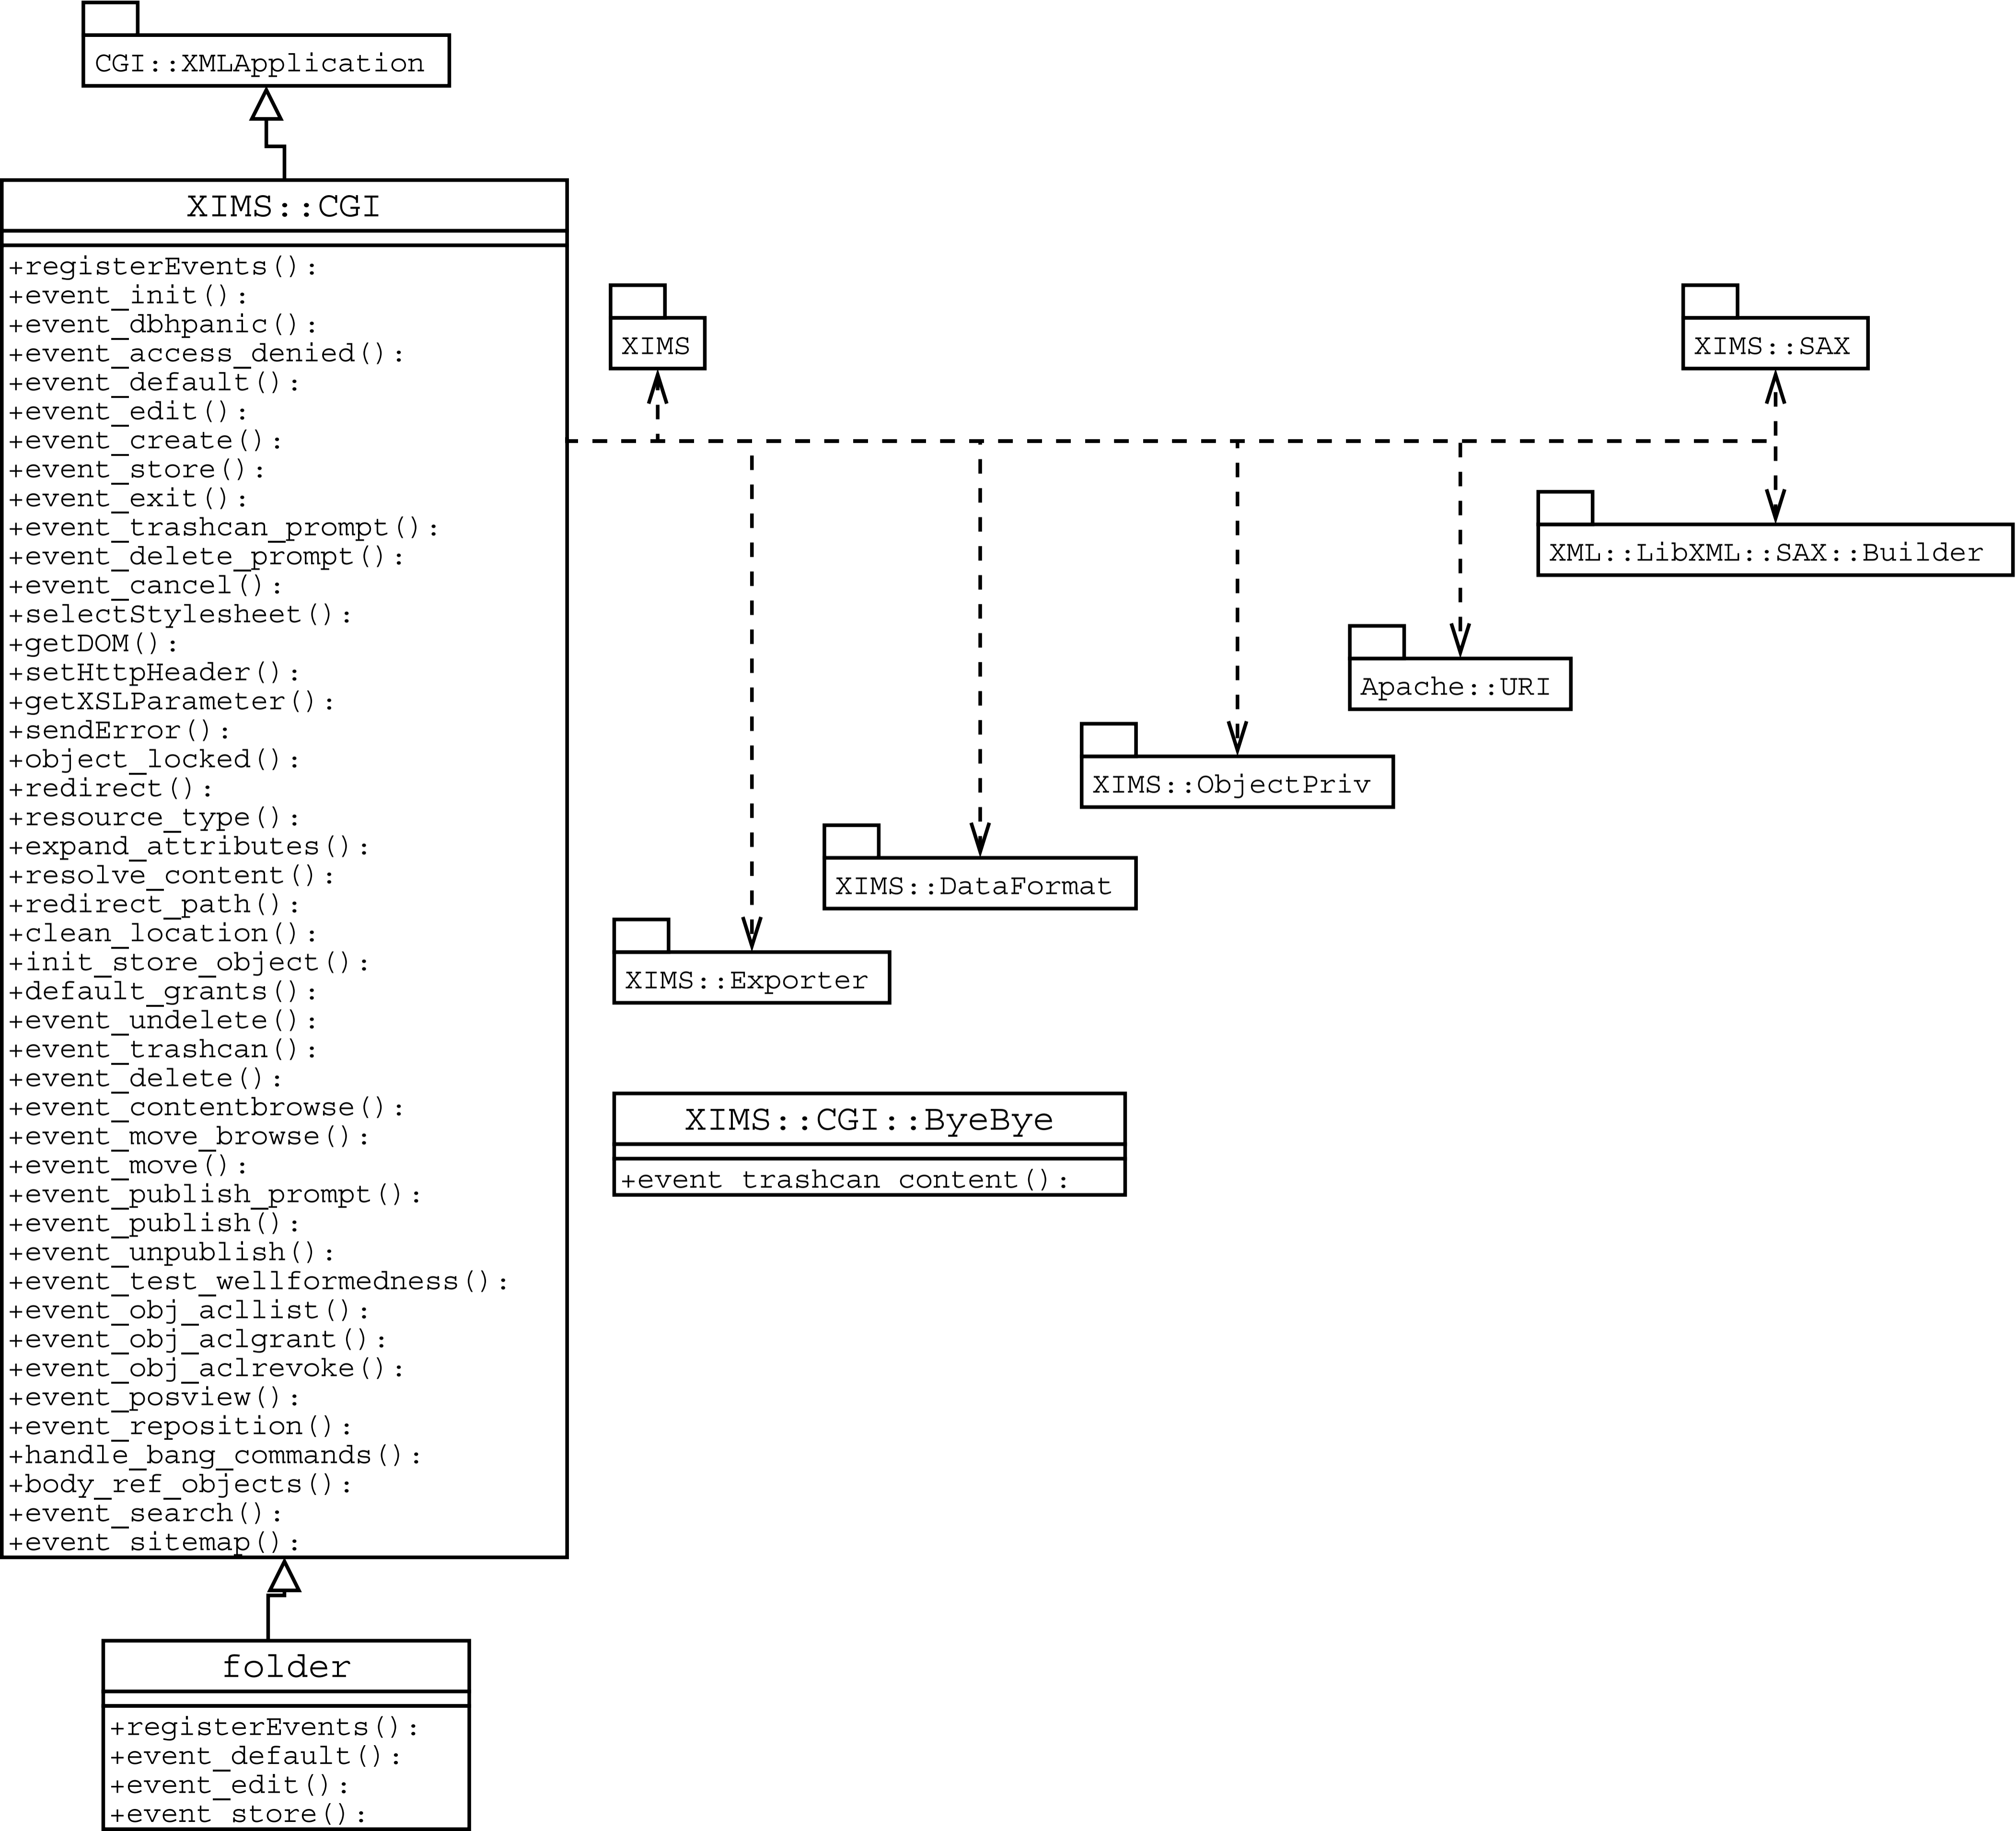 CGI::XMLApplication
XIMS::CGI
+registerEvents():
+event_init():
+event_dbhpanic():
+event_access_denied():
+event_default():
+event_edit():
+event_create():
+event_store():
+event_exit():
+event_trashcan_prompt():
+event_delete_prompt():
+event_cancel():
+selectStylesheet():
+getDOM():
+setHttpHeader():
+getXSLParameter():
+sendError():
+object_locked():
+redirect():
+resource_type():
+expand_attributes():
+resolve_content():
+redirect_path():
+clean_location():
+init_store_object():
+default_grants():
+event_undelete():
+event_trashcan():
+event_delete():
+event_contentbrowse():
+event_move_browse():
+event_move():
+event_publish_prompt():
+event_publish():
+event_unpublish():
+event_test_wellformedness():
+event_obj_acllist():
+event_obj_aclgrant():
+event_obj_aclrevoke():
+event_posview():
+event_reposition():
+handle_bang_commands():
+body_ref_objects():
+event_search():
+event_sitemap():
XIMS
XIMS::SAX
XML::LibXML::SAX::Builder
Apache::URI
XIMS::ObjectPriv
XIMS::DataFormat
XIMS::Exporter
XIMS::CGI::ByeBye
+event_trashcan_content():
folder
+registerEvents():
+event_default():
+event_edit():
+event_store():